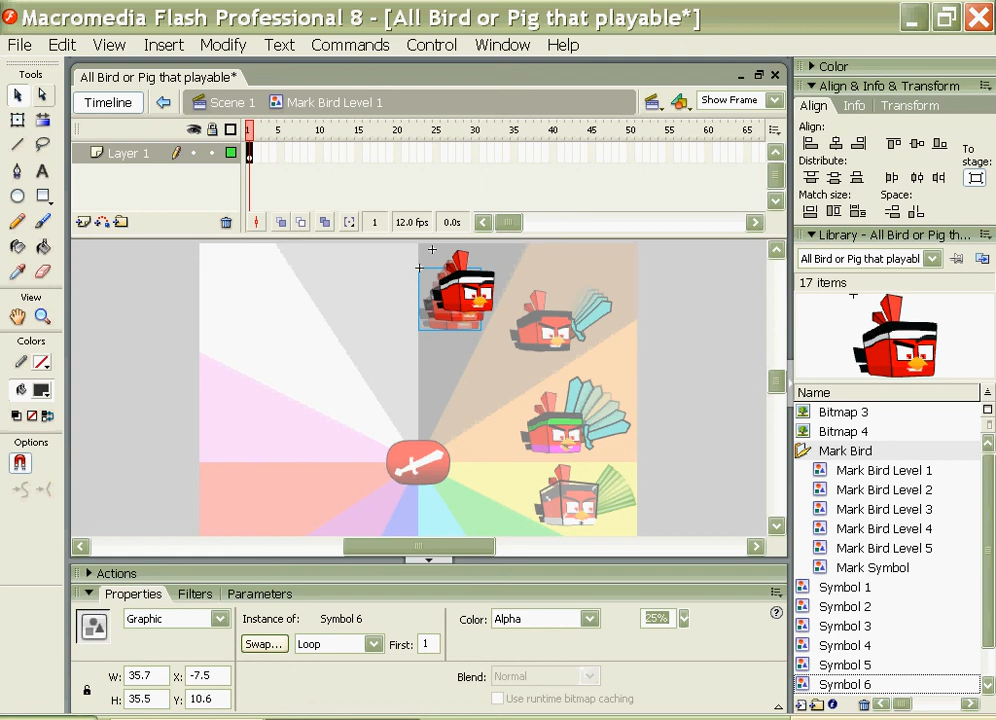 Macromedia Flash Professional 8 - [All Bird or Pig that playable*]
File Edit View Insert Modify Text Commands Control Window Help
Tools
View
Colors
Options
All Bird or Pig that playable*
Timeline
Scene 1
Mark Bird Level 1
Show Frame
1 5 10 15 20 25 30 35 40 45 50 55 60 65
Layer 1
1 12.0 fps 0.0s
Actions
Properties Filters Parameters
Graphic
Instance of: Symbol 6
Color: Alpha 25%
Swap... Loop First: 1
W: 35.7 X: -7.5
Blend: Normal
H: 35.5 Y: 10.6
Use runtime bitmap caching
Color
Align & Info & Transform
Align Info Transform
Align:
Distribute:
To stage:
Match size: Space:
Library - All Bird or Pig th...
All Bird or Pig that playabl
17 items
Name
Bitmap 3
Bitmap 4
Mark Bird
Mark Bird Level 1
Mark Bird Level 2
Mark Bird Level 3
Mark Bird Level 4
Mark Bird Level 5
Mark Symbol
Symbol 1
Symbol 2
Symbol 3
Symbol 4
Symbol 5
Symbol 6